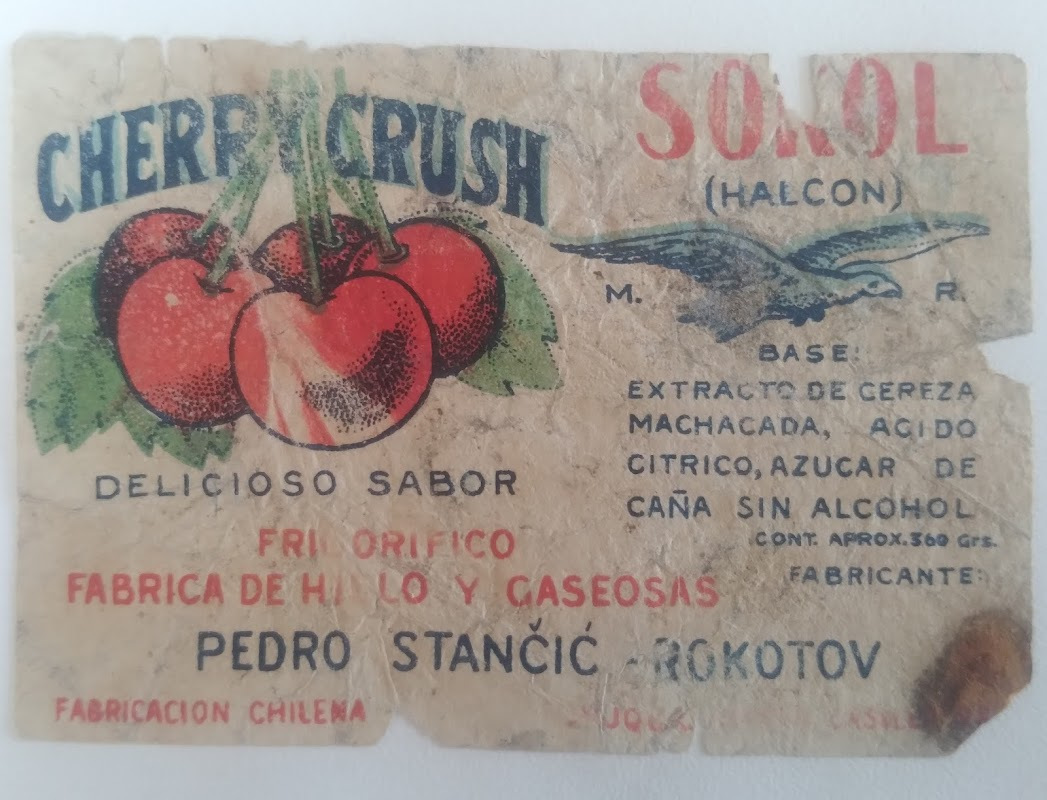 CHERRY CRUSH
DELICIOSO SABOR
SOKOL
(HALCON)
M. R.
BASE:
EXTRACTO DE CEREZA
MACHACADA, ACIDO
CITRICO, AZUCAR DE
CAÑA SIN ALCOHOL
CONT. APROX. 360 Grs.
FABRICANTE:
FRIGORIFICO
FABRICA DE HIELO Y GASEOSAS
PEDRO STANČIĆ - ROKOTOV
FABRICACION CHILENA